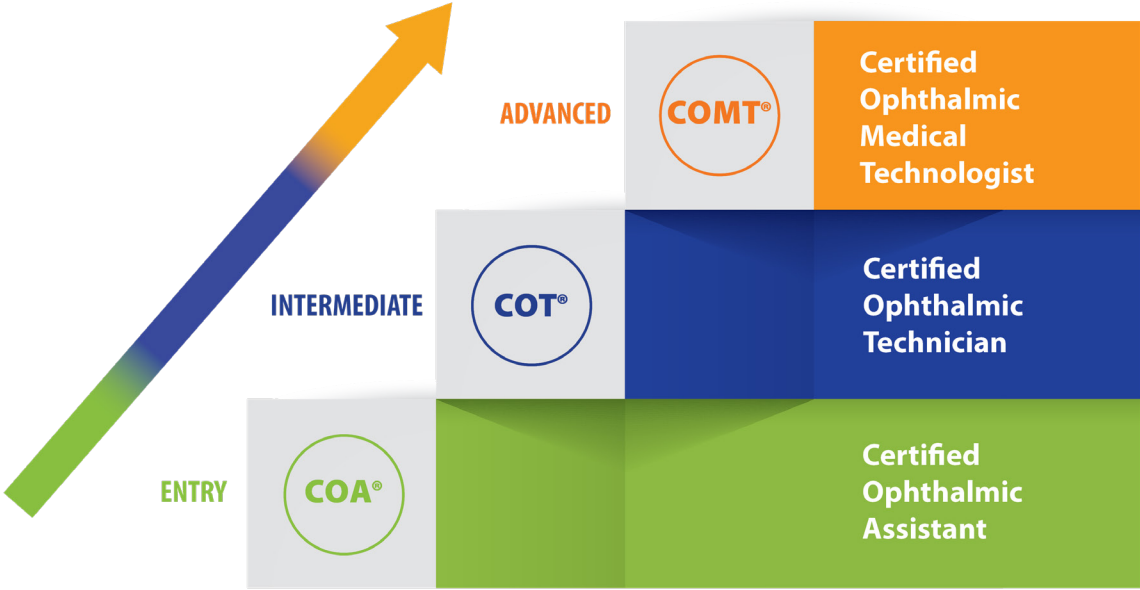 ADVANCED
COMT®
Certified
Ophthalmic
Medical
Technologist
INTERMEDIATE
COT®
Certified
Ophthalmic
Technician
ENTRY
COA®
Certified
Ophthalmic
Assistant